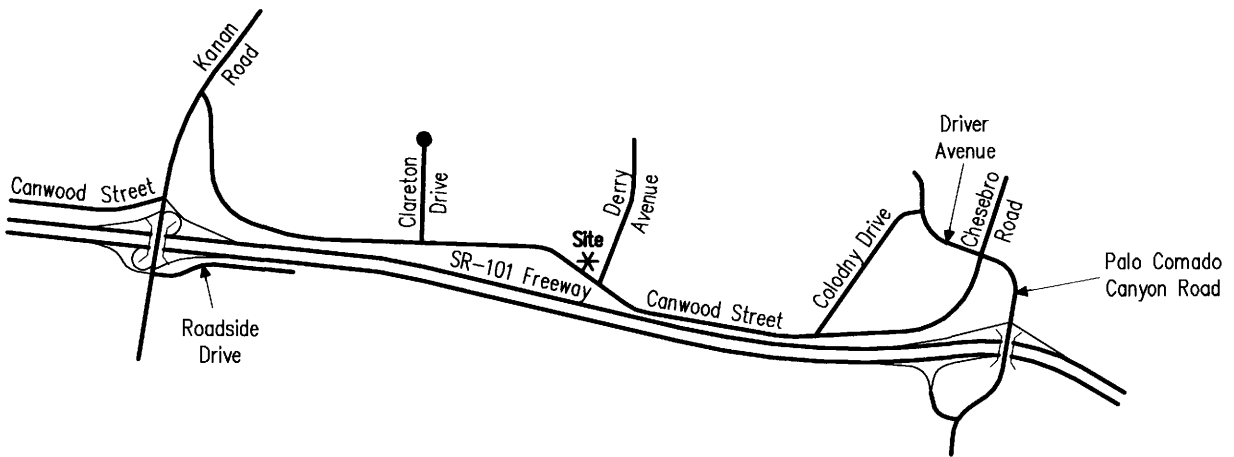 Kanan
Road
Canwood Street
Clareton
Drive
Derry
Avenue
Site
SR-101 Freeway
Canwood Street
Colodny Drive
Driver
Avenue
Chesebro
Road
Palo Comado
Canyon Road
Roadside
Drive